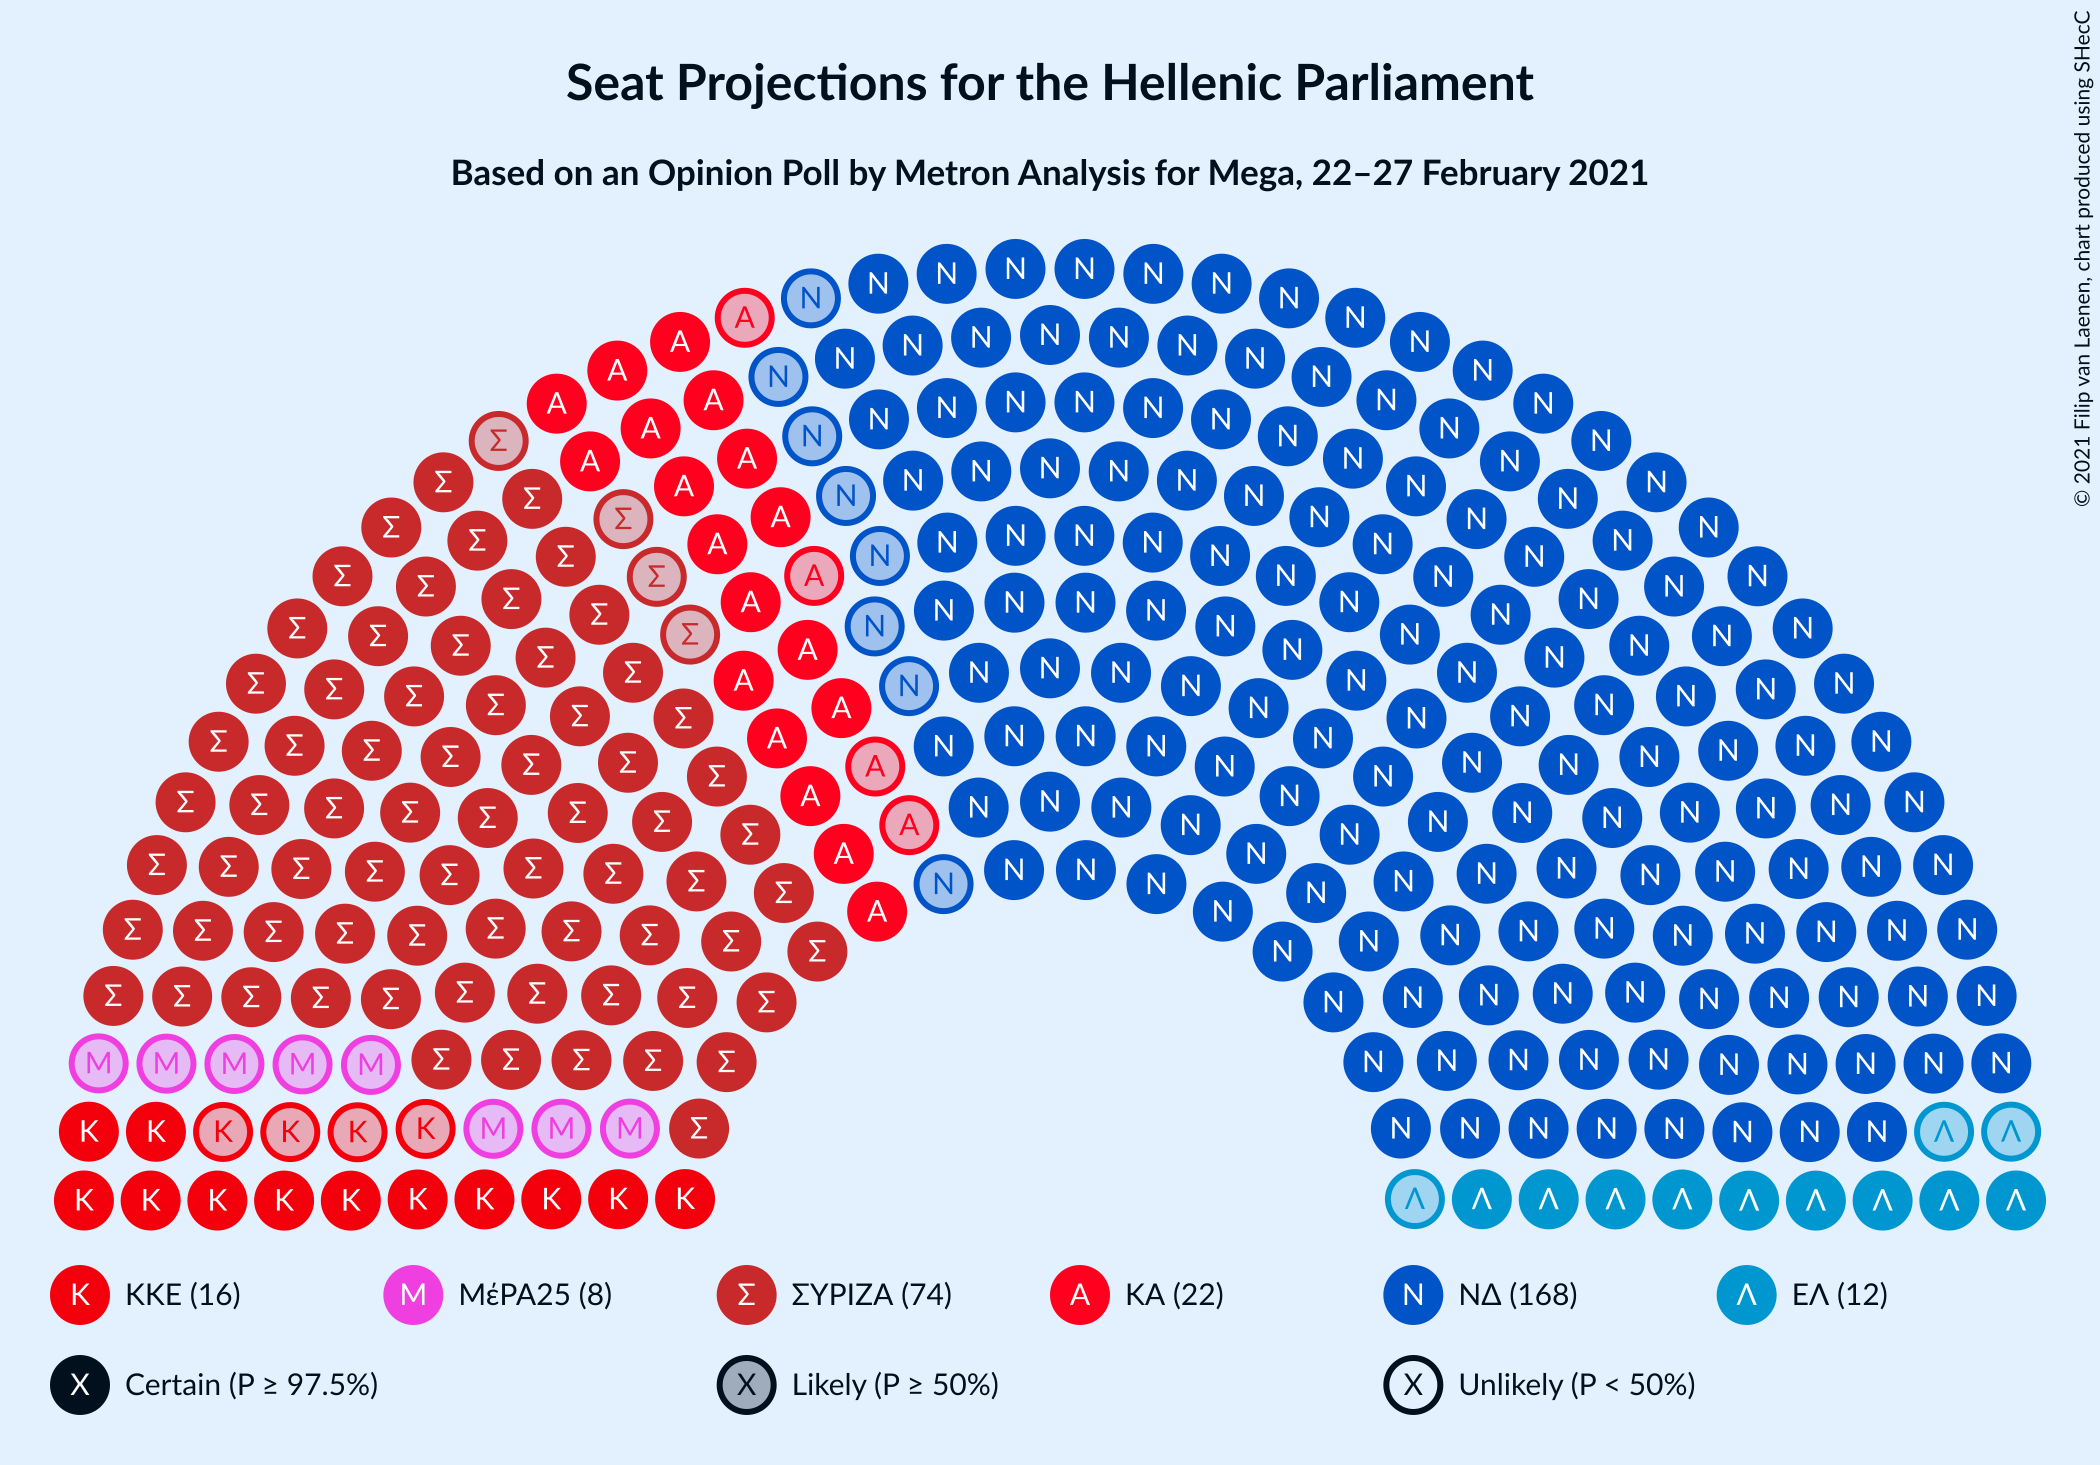 Seat Projections for the Hellenic Parliament
Based on an Opinion Poll by Metron Analysis for Mega, 22–27 February 2021
© 2021 Filip van Laenen, chart produced using SHecC
K ΚΚΕ (16)
M ΜέΡΑ25 (8)
Σ ΣΥΡΙΖΑ (74)
A ΚΑ (22)
N ΝΔ (168)
Λ ΕΛ (12)
X Certain (P ≥ 97.5%)
X Likely (P ≥ 50%)
X Unlikely (P < 50%)